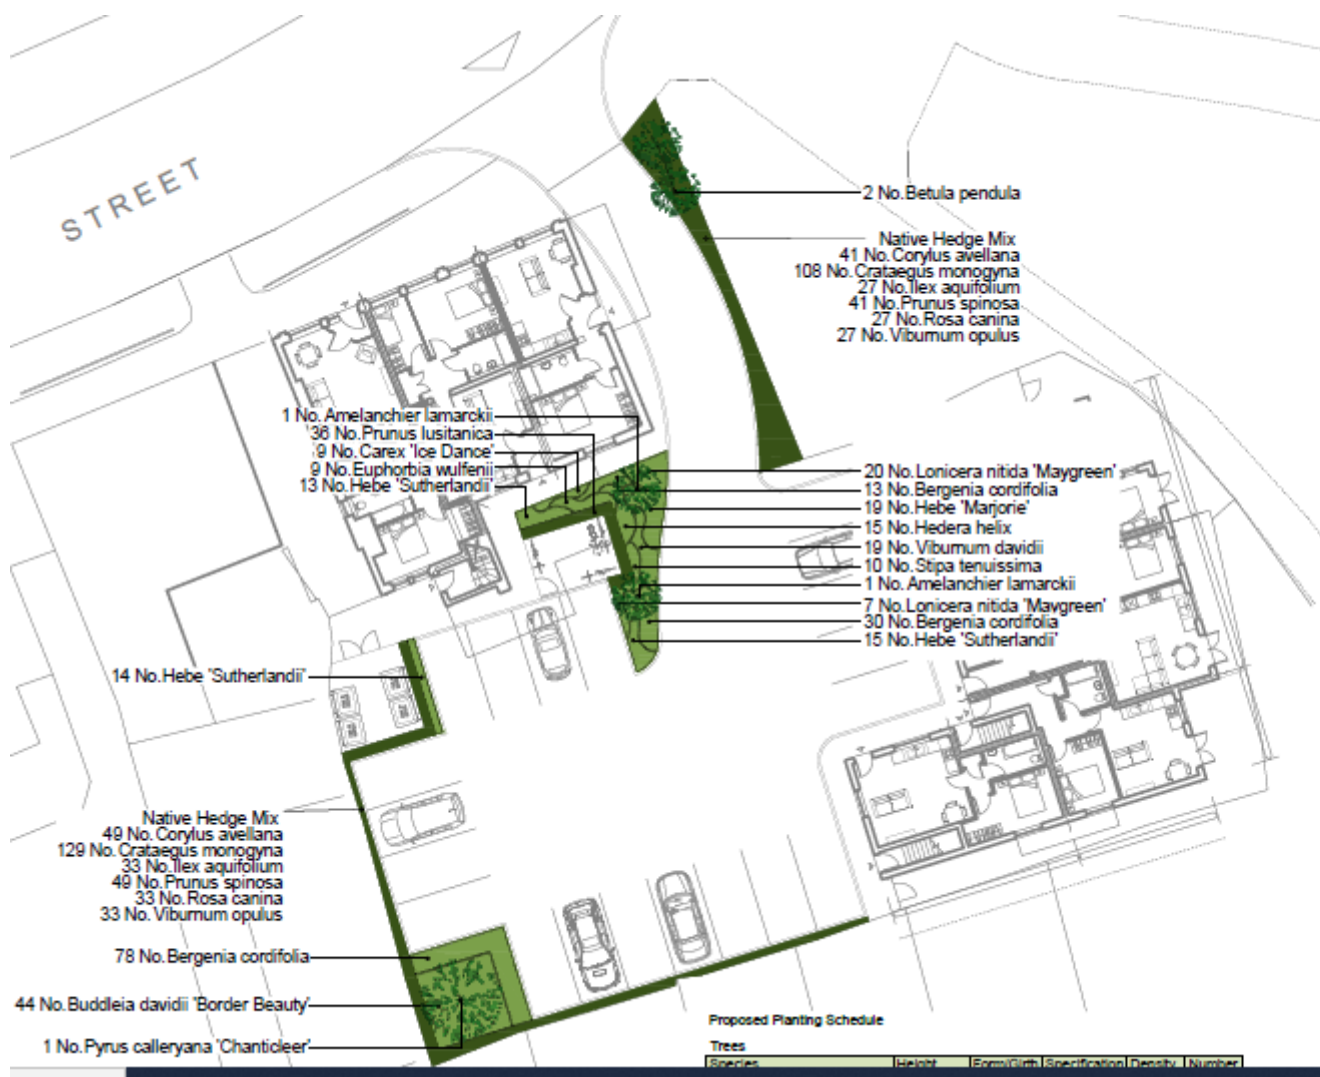 STREET
2 No. Betula pendula
Native Hedge Mix
41 No. Corylus avellana
108 No. Crataegus monogyna
27 No. Ilex aquifolium
41 No. Prunus spinosa
27 No. Rosa canina
27 No. Viburnum opulus
1 No. Amelanchier lamarckii
36 No. Prunus lusitanica
9 No. Carex 'Ice Dance'
9 No. Euphorbia wulfenii
13 No. Hebe 'Sutherlandii'
20 No. Lonicera nitida 'Maygreen'
13 No. Bergenia cordifolia
19 No. Hebe 'Marjorie'
15 No. Hedera helix
19 No. Viburnum davidii
10 No. Stipa tenuissima
1 No. Amelanchier lamarckii
7 No. Lonicera nitida 'Maygreen'
30 No. Bergenia cordifolia
15 No. Hebe 'Sutherlandii'
14 No. Hebe 'Sutherlandii'
Native Hedge Mix
49 No. Corylus avellana
129 No. Crataegus monogyna
33 No. Ilex aquifolium
49 No. Prunus spinosa
33 No. Rosa canina
33 No. Viburnum opulus
78 No. Bergenia cordifolia
44 No. Buddleia davidii 'Border Beauty'
1 No. Pyrus calleryana 'Chanticleer'
Proposed Planting Schedule
Trees
Species Height Form/Girth Specification Density Number